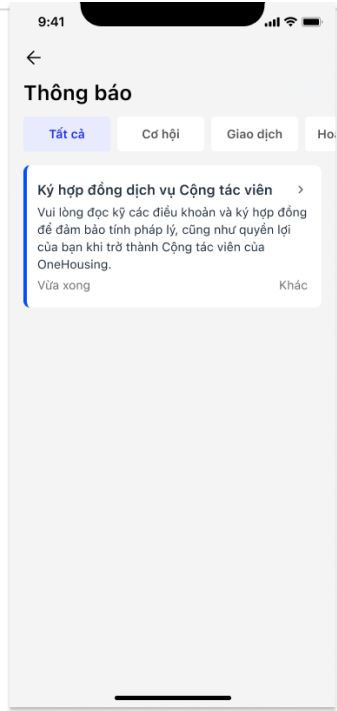 9:41
Thông báo
Tất cả
Cơ hội
Giao dịch
Ho
Ký hợp đồng dịch vụ Cộng tác viên
Vui lòng đọc kỹ các điều khoản và ký hợp đồng
để đảm bảo tính pháp lý, cũng như quyền lợi
của bạn khi trở thành Cộng tác viên của
OneHousing.
Vừa xong
Khác